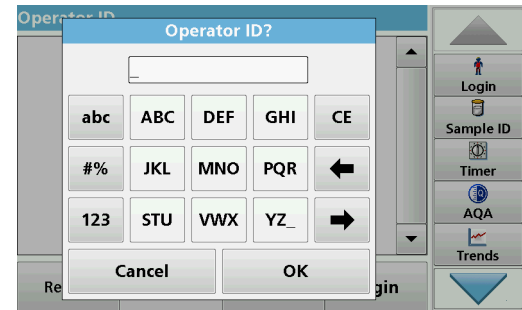 Operator ID
Operator ID?
_
abc ABC DEF GHI CE
#% JKL MNO PQR
123 STU VWX YZ_
Cancel OK
Re
gin
Login
Sample ID
Timer
AQA
Trends